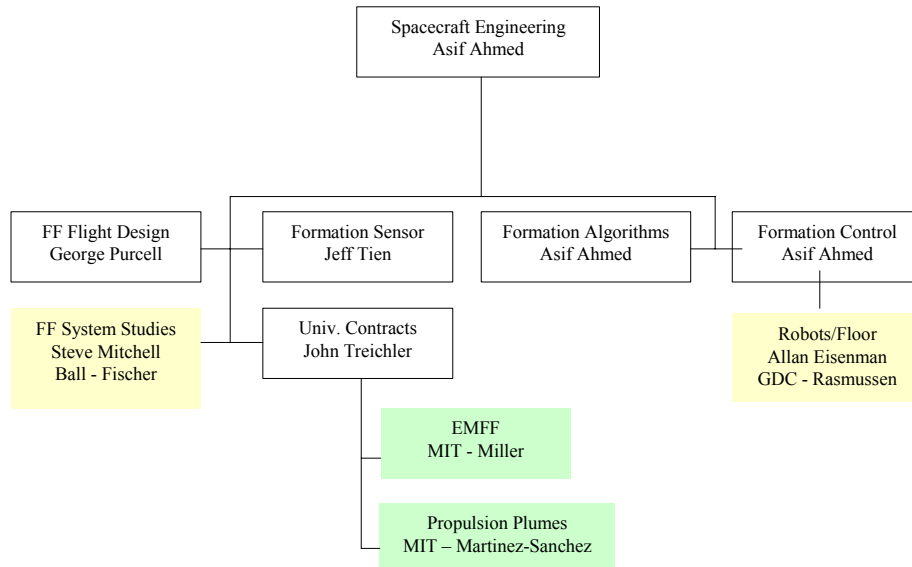 Spacecraft Engineering
Asif Ahmed
FF Flight Design
George Purcell
Formation Sensor
Jeff Tien
Formation Algorithms
Asif Ahmed
Formation Control
Asif Ahmed
FF System Studies
Steve Mitchell
Ball - Fischer
Univ. Contracts
John Treichler
Robots/Floor
Allan Eisenman
GDC - Rasmussen
EMFF
MIT - Miller
Propulsion Plumes
MIT – Martinez-Sanchez